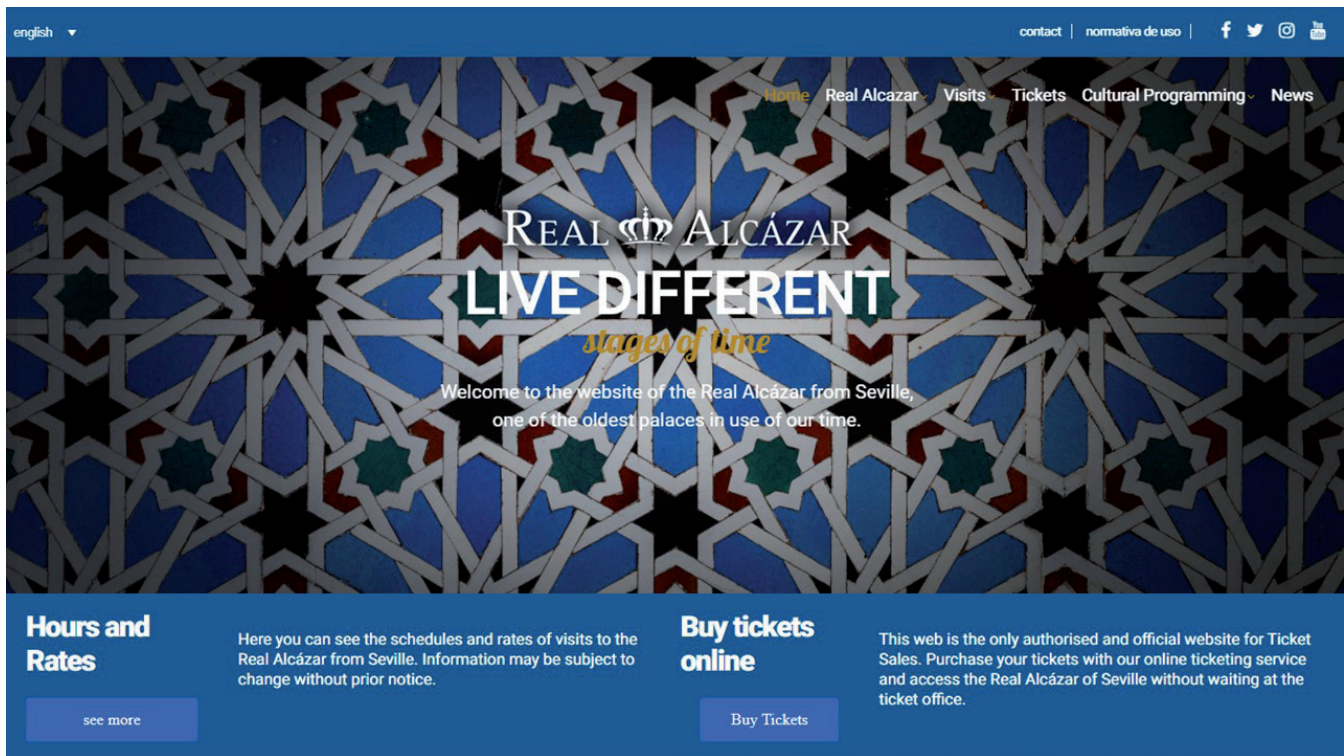 english
contact | normativa de uso |
You
Tube
Home Real Alcazar Visits Tickets Cultural Programming News
REAL ALCÁZAR
LIVE DIFFERENT
stages of time
Welcome to the website of the Real Alcázar from Seville,
one of the oldest palaces in use of our time.
Hours and
Rates
Here you can see the schedules and rates of visits to the
Real Alcázar from Seville. Information may be subject to
change without prior notice.
see more
Buy tickets
online
This web is the only authorised and official website for Ticket
Sales. Purchase your tickets with our online ticketing service
and access the Real Alcázar of Seville without waiting at the
ticket office.
Buy Tickets